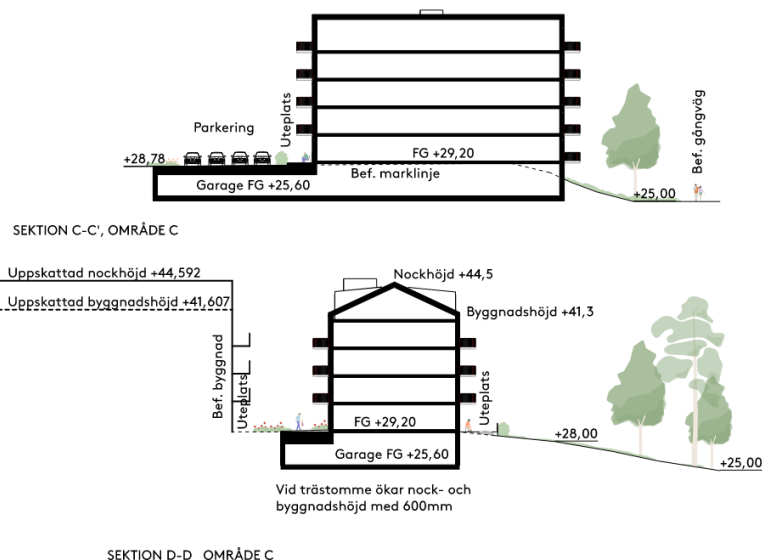 Parkering
Uteplats
Bef. gångväg
+28,78
FG +29,20
Bef. marklinje
Garage FG +25,60
+25,00
SEKTION C-C', OMRÅDE C
Uppskattad nockhöjd +44,592
Nockhöjd +44,5
Uppskattad byggnadshöjd +41,607
Byggnadshöjd +41,3
Bef. byggnad
Uteplats
Uteplats
FG +29,20
+28,00
Garage FG +25,60
+25,00
Vid trästomme ökar nock- och
byggnadshöjd med 600mm
SEKTION D-D OMRÅDE C